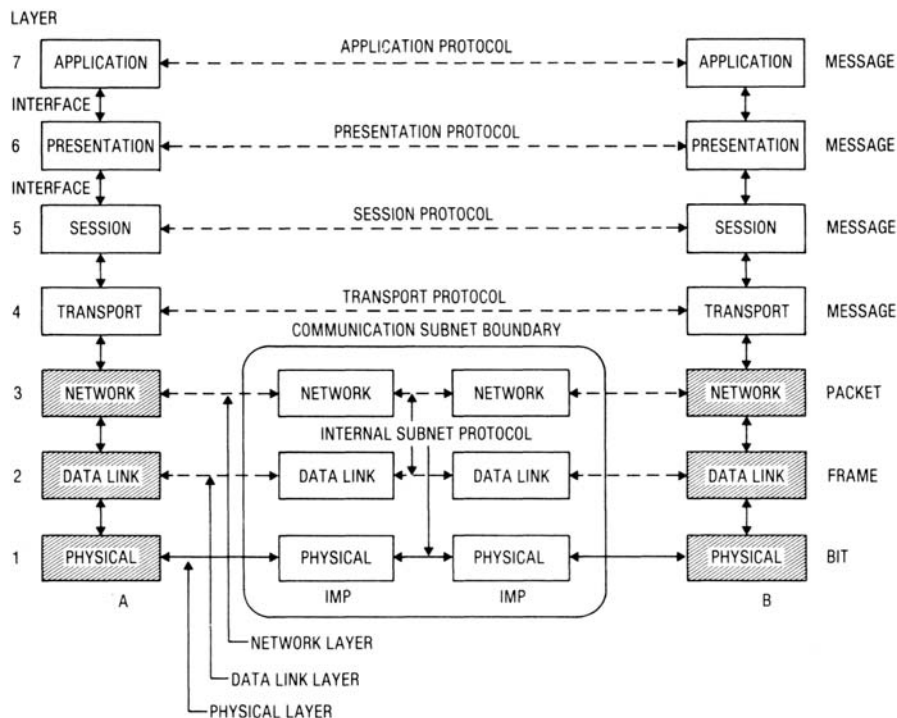 LAYER
7 APPLICATION APPLICATION PROTOCOL APPLICATION MESSAGE
INTERFACE
6 PRESENTATION PRESENTATION PROTOCOL PRESENTATION MESSAGE
INTERFACE
5 SESSION SESSION PROTOCOL SESSION MESSAGE
4 TRANSPORT TRANSPORT PROTOCOL TRANSPORT MESSAGE
COMMUNICATION SUBNET BOUNDARY
3 NETWORK NETWORK NETWORK NETWORK PACKET
INTERNAL SUBNET PROTOCOL
2 DATA LINK DATA LINK DATA LINK DATA LINK FRAME
1 PHYSICAL PHYSICAL PHYSICAL PHYSICAL BIT
A IMP IMP B
NETWORK LAYER
DATA LINK LAYER
PHYSICAL LAYER